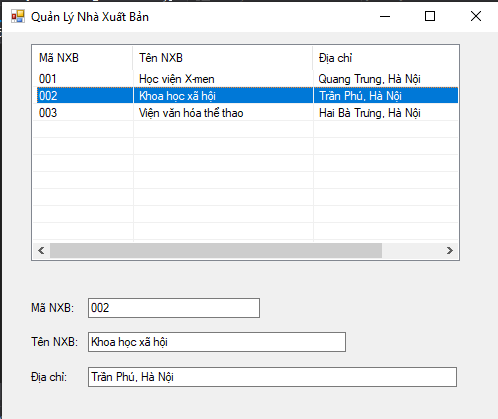 Quản Lý Nhà Xuất Bản
Mã NXB Tên NXB Địa chỉ
001 Học viện X-men Quang Trung, Hà Nội
002 Khoa học xã hội Trần Phú, Hà Nội
003 Viện văn hóa thể thao Hai Bà Trưng, Hà Nội
Mã NXB: 002
Tên NXB: Khoa học xã hội
Địa chỉ: Trần Phú, Hà Nội